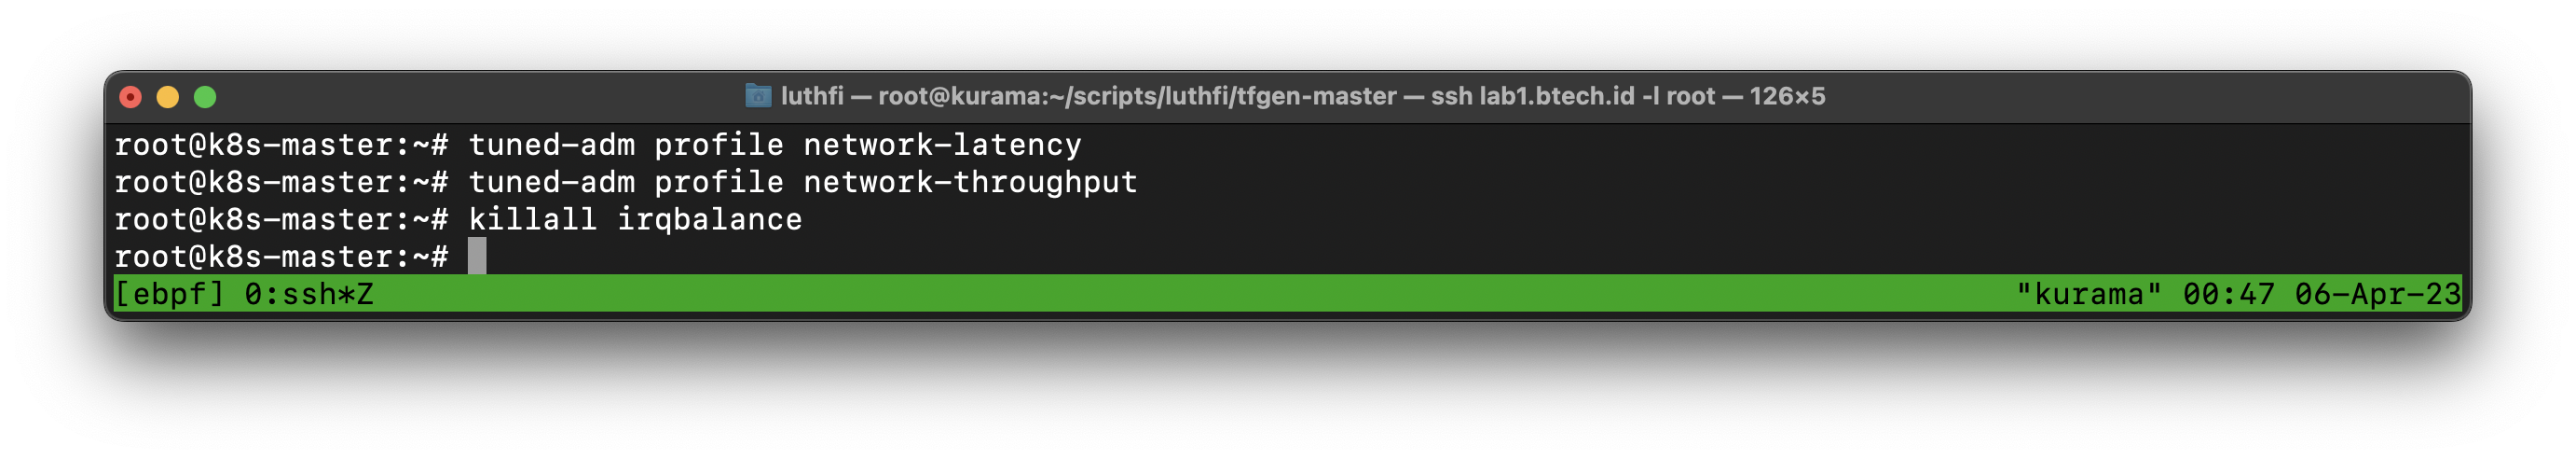 luthfi — root@kurama:~/scripts/luthfi/tfgen-master — ssh lab1.btech.id -l root — 126×5
root@k8s-master:~# tuned-adm profile network-latency
root@k8s-master:~# tuned-adm profile network-throughput
root@k8s-master:~# killall irqbalance
root@k8s-master:~#
[ebpf] 0:ssh*Z "kurama" 00:47 06-Apr-23